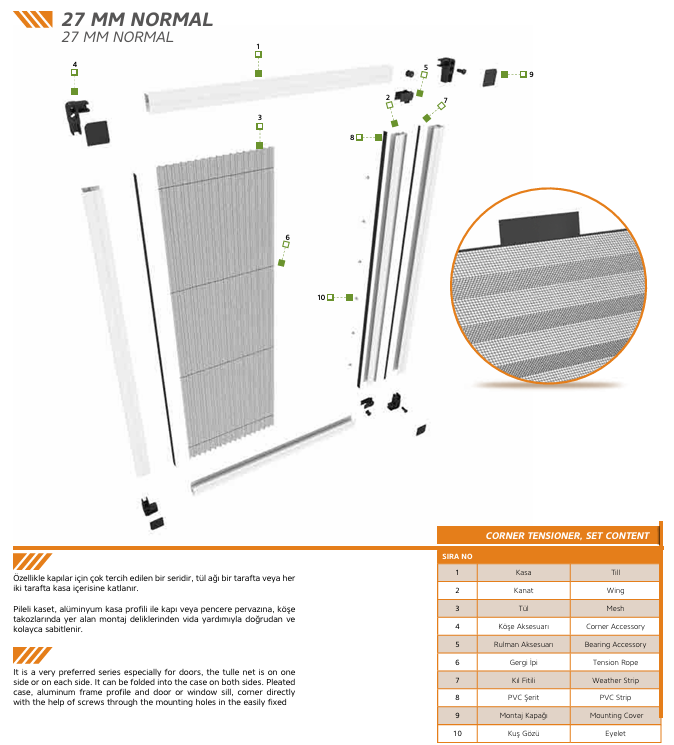 27 MM NORMAL
27 MM NORMAL
1
4
5
9
2
7
3
8
6
10
CORNER TENSIONER, SET CONTENT
SIRA NO
1 Kasa Till
2 Kanat Wing
3 Tül Mesh
4 Köşe Aksesuarı Corner Accessory
5 Rulman Aksesuarı Bearing Accessory
6 Gergi İpi Tension Rope
7 Kıl Fitili Weather Strip
8 PVC Şerit PVC Strip
9 Montaj Kapağı Mounting Cover
10 Kuş Gözü Eyelet
Özellikle kapılar için çok tercih edilen bir seridir, tül ağı bir tarafta veya her
iki tarafta kasa içerisine katlanır.
Pileli kaset, alüminyum kasa profili ile kapı veya pencere pervazına, köşe
takozlarında yer alan montaj deliklerinden vida yardımıyla doğrudan ve
kolayca sabitlenir.
It is a very preferred series especially for doors, the tulle net is on one
side or on each side. It can be folded into the case on both sides. Pleated
case, aluminum frame profile and door or window sill, corner directly
with the help of screws through the mounting holes in the easily fixed